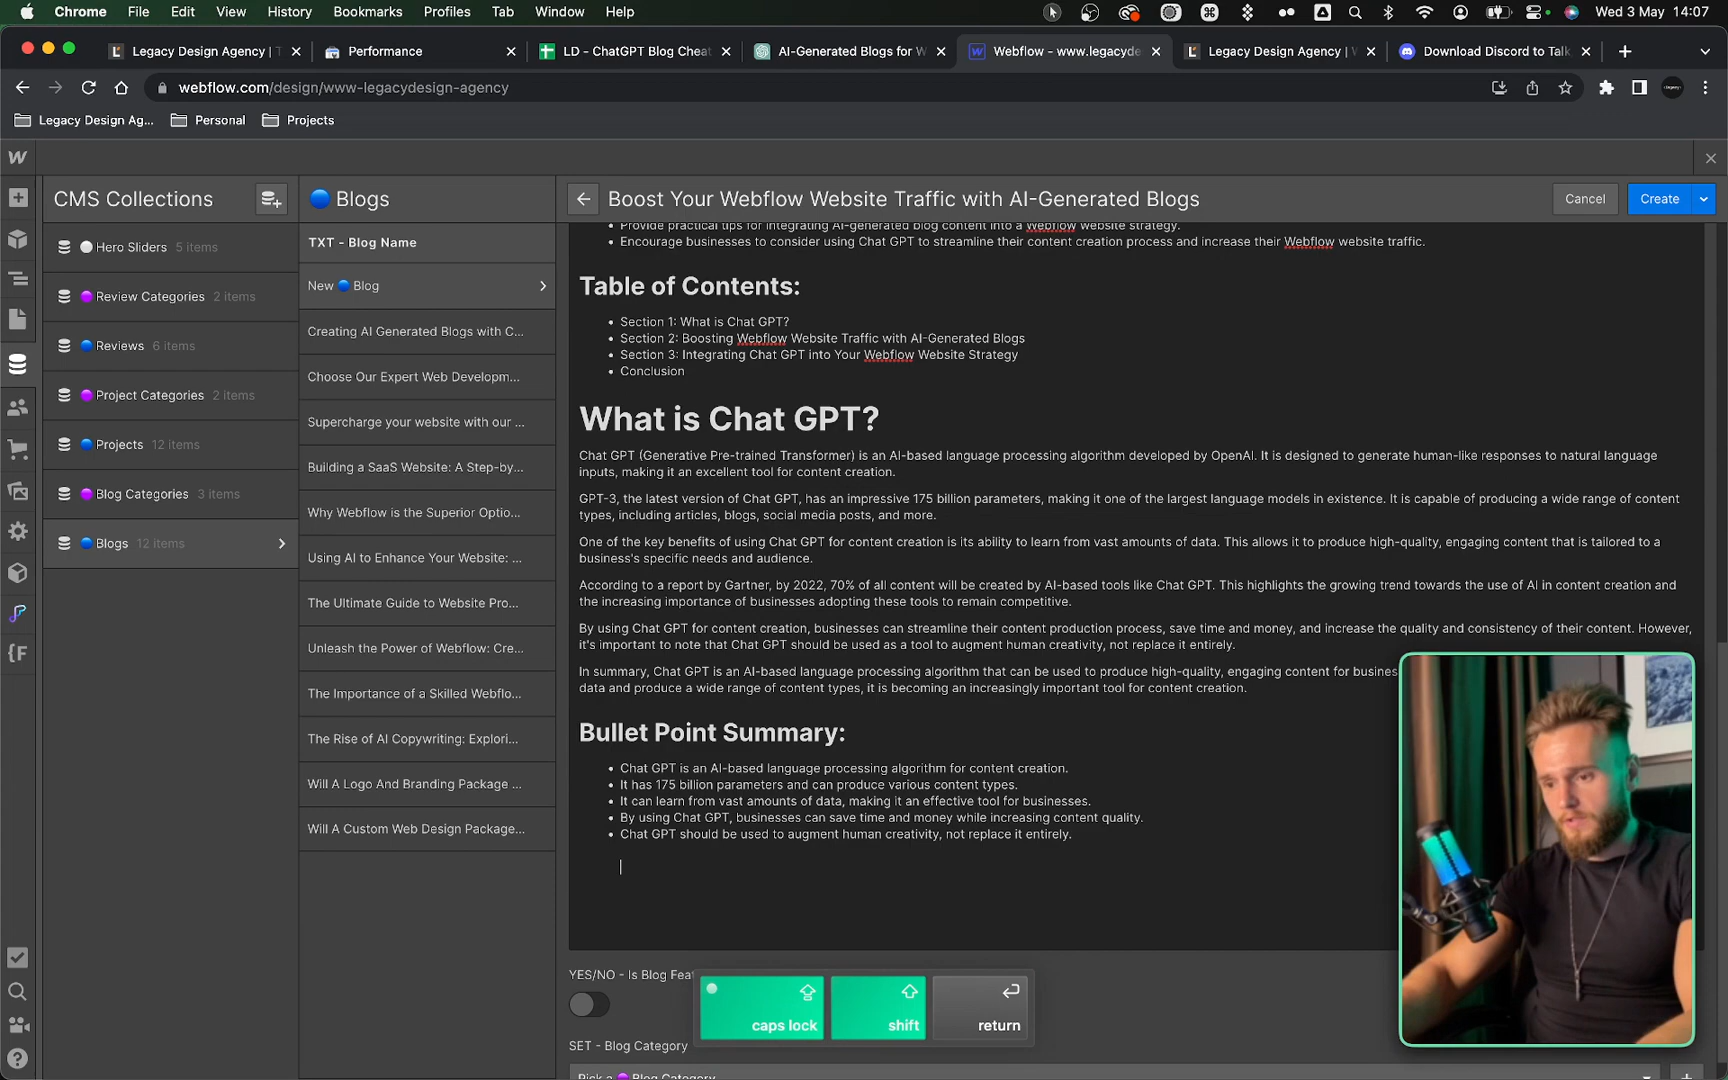 Chrome File Edit View History Bookmarks Profiles Tab Window Help Wed 3 May 14:07
Legacy Design Agency | T
Performance
LD - ChatGPT Blog Cheat
AI-Generated Blogs for W
Webflow - www.legacyde
Legacy Design Agency | V
Download Discord to Talk
webflow.com/design/www-legacydesign-agency
Legacy Design Ag... Personal Projects
CMS Collections
Hero Sliders 5 items
Review Categories 2 items
Reviews 6 items
Project Categories 2 items
Projects 12 items
Blog Categories 3 items
Blogs 12 items
Blogs
TXT - Blog Name
New Blog
Creating AI Generated Blogs with C...
Choose Our Expert Web Developm...
Supercharge your website with our ...
Building a SaaS Website: A Step-by...
Why Webflow is the Superior Optio...
Using AI to Enhance Your Website: ...
The Ultimate Guide to Website Pro...
Unleash the Power of Webflow: Cre...
The Importance of a Skilled Webflo...
The Rise of AI Copywriting: Explori...
Will A Logo And Branding Package ...
Will A Custom Web Design Package...
Boost Your Webflow Website Traffic with AI-Generated Blogs
Cancel
Create
• Provide practical tips for integrating AI-generated blog content into a Webflow website strategy.
• Encourage businesses to consider using Chat GPT to streamline their content creation process and increase their Webflow website traffic.
Table of Contents:
• Section 1: What is Chat GPT?
• Section 2: Boosting Webflow Website Traffic with AI-Generated Blogs
• Section 3: Integrating Chat GPT into Your Webflow Website Strategy
• Conclusion
What is Chat GPT?
Chat GPT (Generative Pre-trained Transformer) is an AI-based language processing algorithm developed by OpenAI. It is designed to generate human-like responses to natural language
inputs, making it an excellent tool for content creation.
GPT-3, the latest version of Chat GPT, has an impressive 175 billion parameters, making it one of the largest language models in existence. It is capable of producing a wide range of content
types, including articles, blogs, social media posts, and more.
One of the key benefits of using Chat GPT for content creation is its ability to learn from vast amounts of data. This allows it to produce high-quality, engaging content that is tailored to a
business's specific needs and audience.
According to a report by Gartner, by 2022, 70% of all content will be created by AI-based tools like Chat GPT. This highlights the growing trend towards the use of AI in content creation and
the increasing importance of businesses adopting these tools to remain competitive.
By using Chat GPT for content creation, businesses can streamline their content production process, save time and money, and increase the quality and consistency of their content. However,
it's important to note that Chat GPT should be used as a tool to augment human creativity, not replace it entirely.
In summary, Chat GPT is an AI-based language processing algorithm that can be used to produce high-quality, engaging content for busines
data and produce a wide range of content types, it is becoming an increasingly important tool for content creation.
Bullet Point Summary:
• Chat GPT is an AI-based language processing algorithm for content creation.
• It has 175 billion parameters and can produce various content types.
• It can learn from vast amounts of data, making it an effective tool for businesses.
• By using Chat GPT, businesses can save time and money while increasing content quality.
• Chat GPT should be used to augment human creativity, not replace it entirely.
YES/NO - Is Blog Fea
caps lock
shift
return
SET - Blog Category
Pick a Blog Category